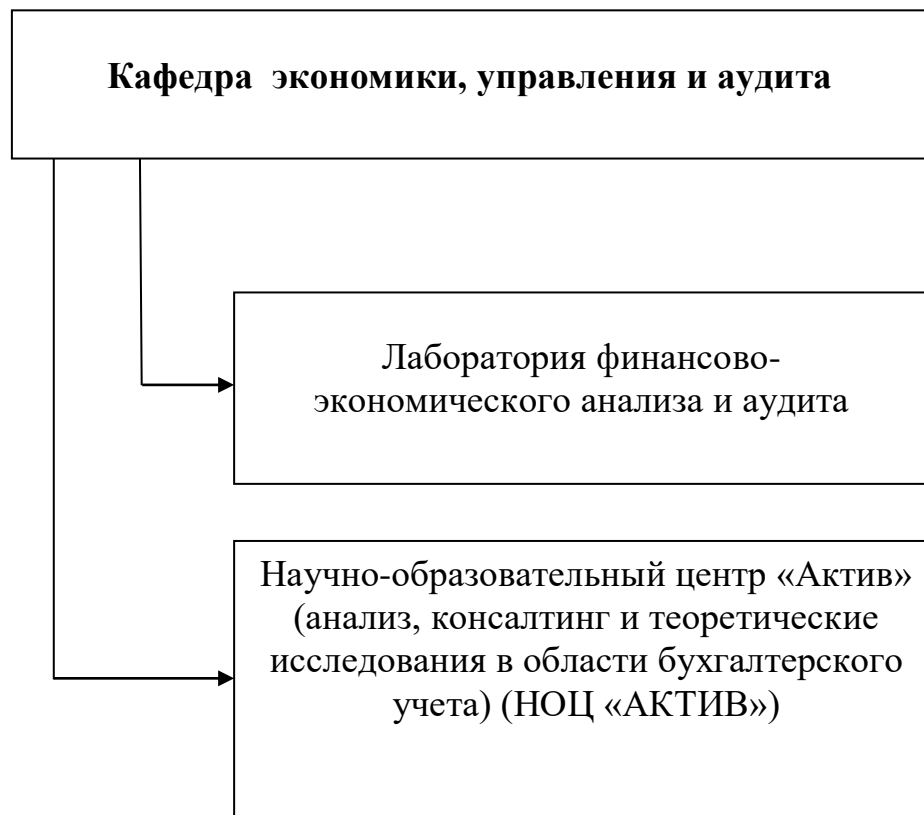 Кафедра экономики, управления и аудита
Лаборатория финансово-
экономического анализа и аудита
Научно-образовательный центр «Актив»
(анализ, консалтинг и теоретические
исследования в области бухгалтерского
учета) (НОЦ «АКТИВ»)